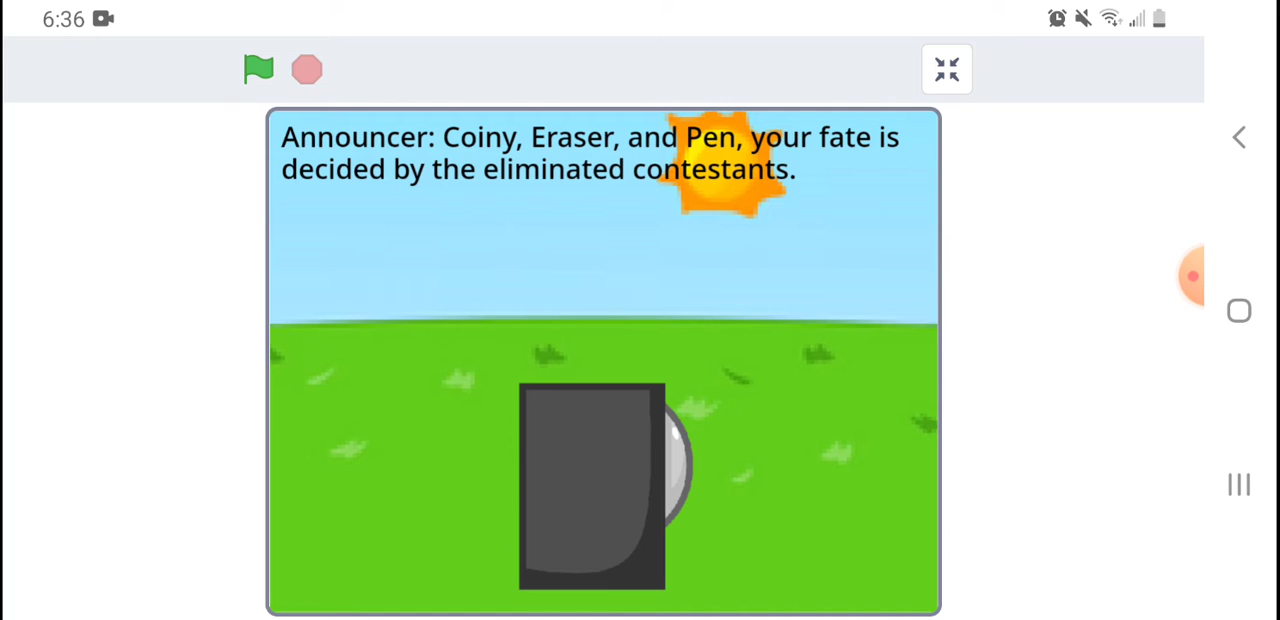 6:36
Announcer: Coiny, Eraser, and Pen, your fate is
decided by the eliminated contestants.